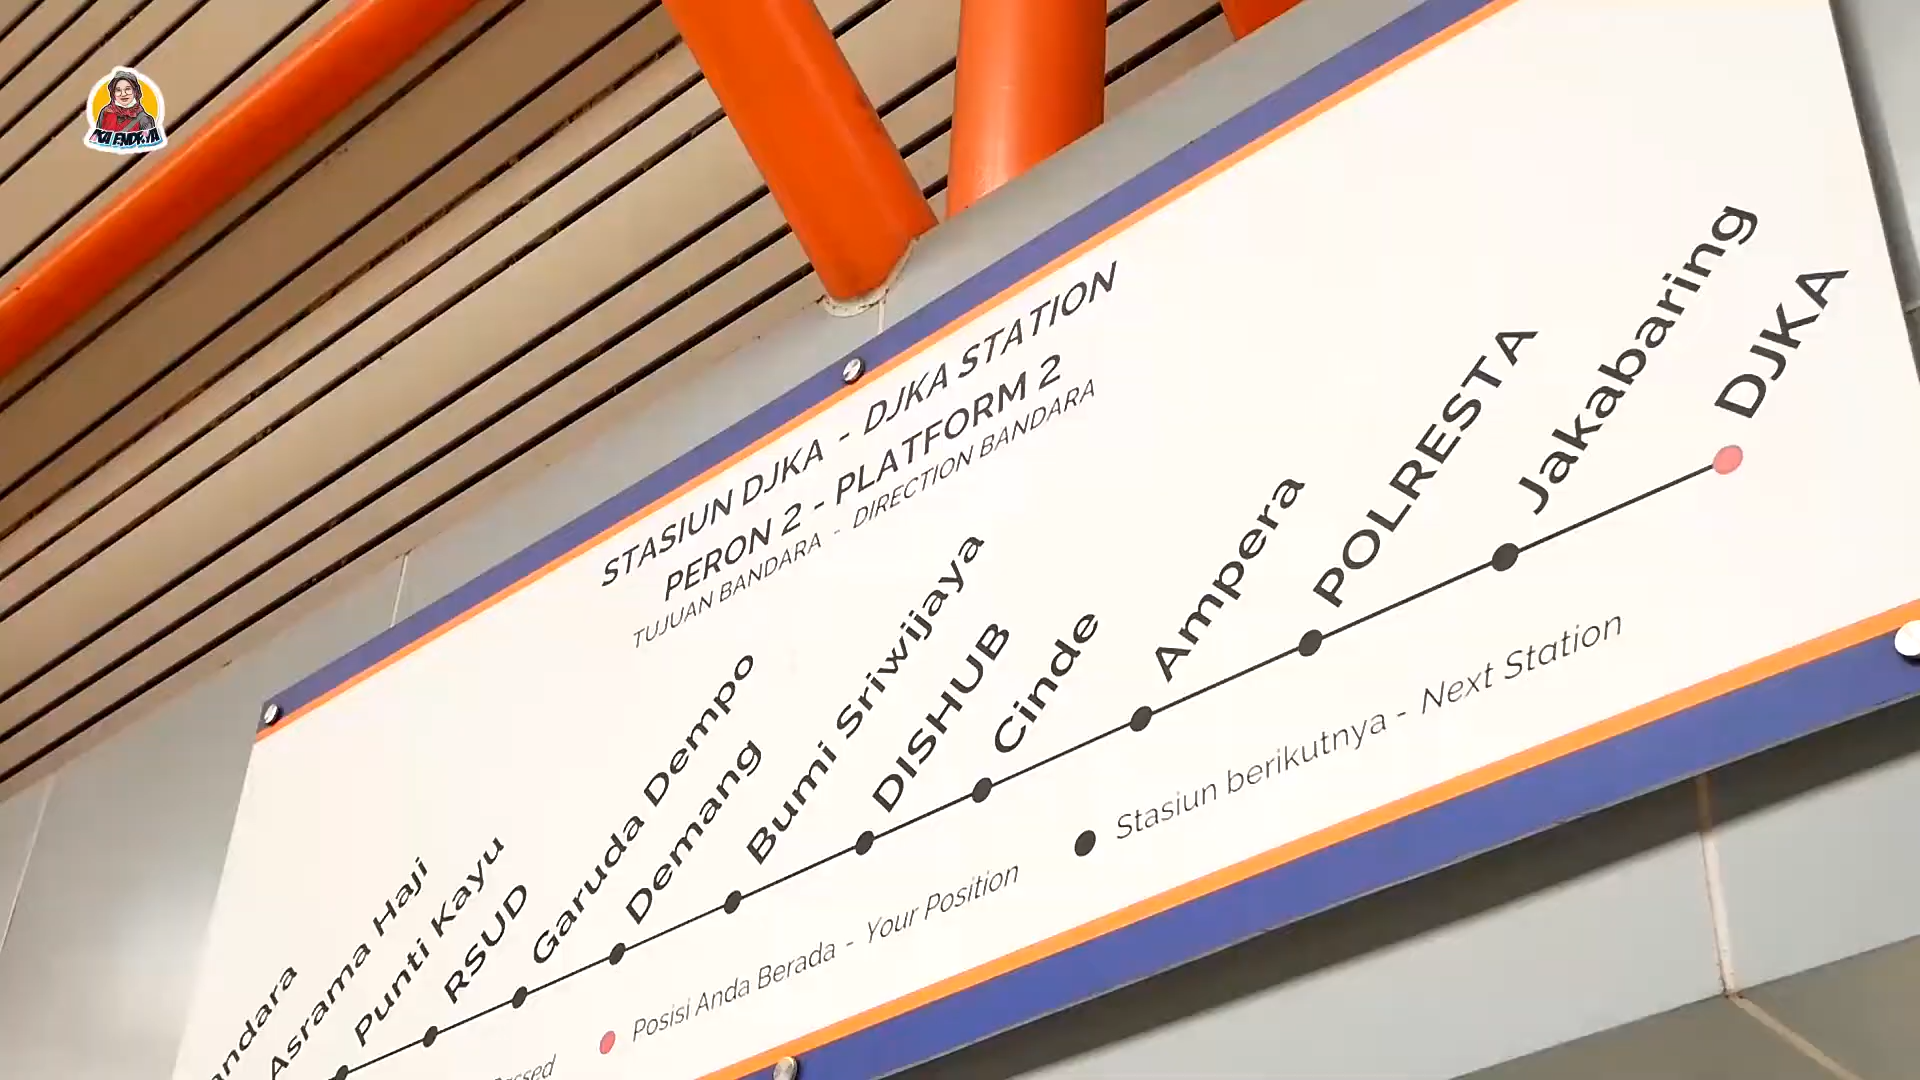 STASIUN DJKA - DJKA STATION
PERON 2 - PLATFORM 2
TUJUAN BANDARA - DIRECTION BANDARA
Asrama Haji
Punti Kayu
RSUD
Garuda Dempo
Demang
Bumi Sriwijaya
DISHUB
Cinde
Ampera
POLRESTA
Jakabaring
DJKA
Posisi Anda Berada - Your Position
Stasiun berikutnya - Next Station